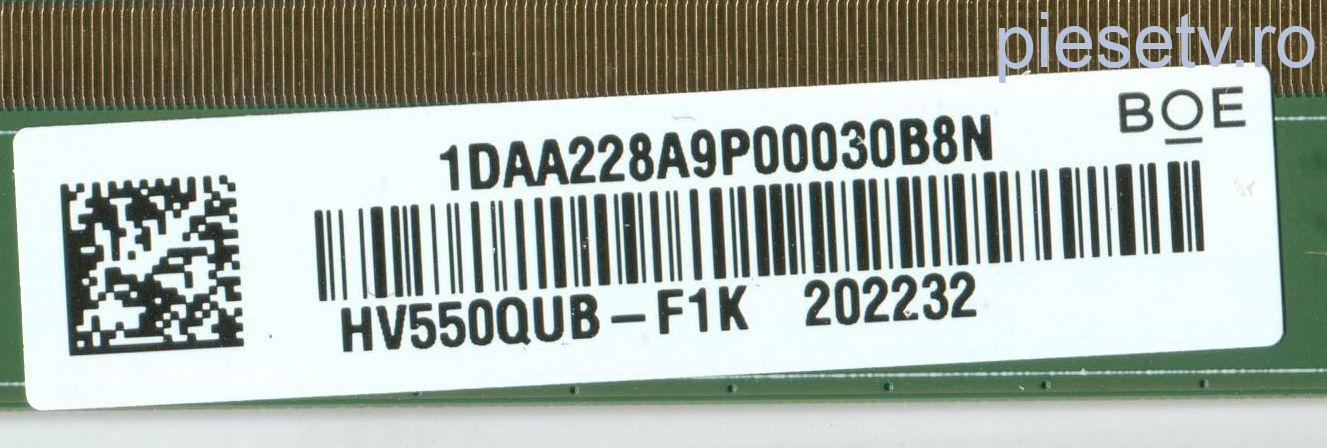 piesetv.ro
BOE
1DAA228A9P00030B8N
HV550QUB-F1K 202232